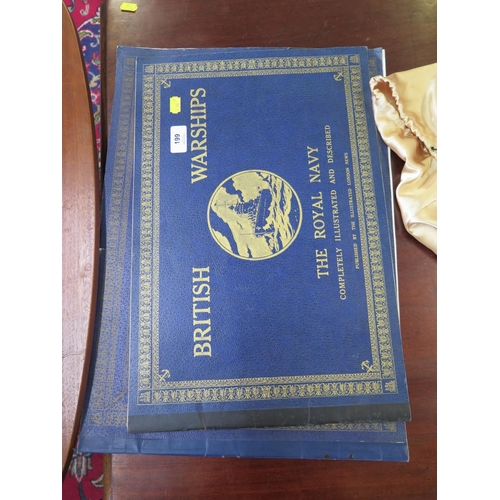 BRITISH WARSHIPS
THE ROYAL NAVY
COMPLETELY ILLUSTRATED AND DESCRIBED
PUBLISHED BY THE ILLUSTRATED LONDON NEWS
199